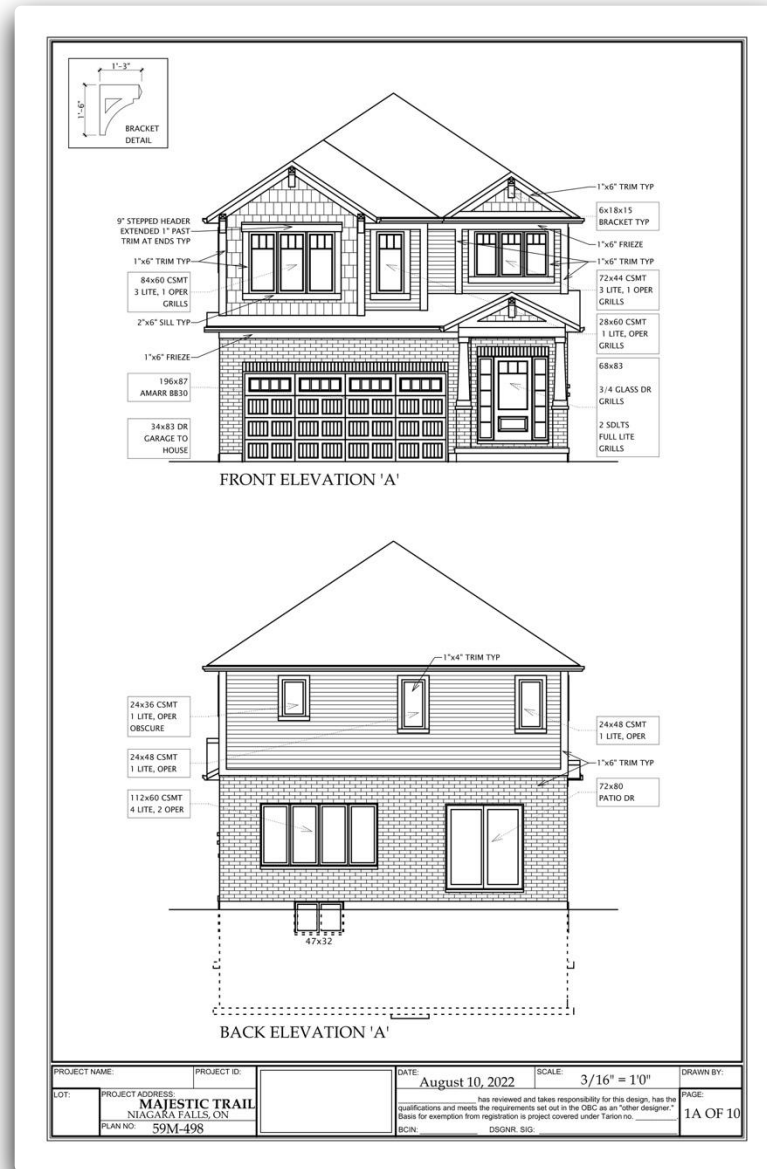 1'-3"
1'-6"
BRACKET
DETAIL
9" STEPPED HEADER
EXTENDED 1" PAST
TRIM AT ENDS TYP
1"x6" TRIM TYP
84x60 CSMT
3 LITE, 1 OPER
GRILLS
2"x6" SILL TYP
1"x6" FRIEZE
196x87
AMARR BB30
34x83 DR
GARAGE TO
HOUSE
1"x6" TRIM TYP
6x18x15
BRACKET TYP
1"x6" FRIEZE
1"x6" TRIM TYP
72x44 CSMT
3 LITE, 1 OPER
GRILLS
28x60 CSMT
1 LITE, OPER
GRILLS
68x83
3/4 GLASS DR
GRILLS
2 SDLTS
FULL LITE
GRILLS
FRONT ELEVATION 'A'
1"x4" TRIM TYP
24x36 CSMT
1 LITE, OPER
OBSCURE
24x48 CSMT
1 LITE, OPER
112x60 CSMT
4 LITE, 2 OPER
24x48 CSMT
1 LITE, OPER
1"x6" TRIM TYP
72x80
PATIO DR
47x32
BACK ELEVATION 'A'
PROJECT NAME:
PROJECT ID:
LOT:
PROJECT ADDRESS:
MAJESTIC TRAIL
NIAGARA FALLS, ON
PLAN NO: 59M-498
DATE: August 10, 2022
SCALE: 3/16" = 1'0"
DRAWN BY:
has reviewed and takes responsibility for this design, has the
qualifications and meets the requirements set out in the OBC as an "other designer."
Basis for exemption from registration is project covered under Tarion no.
BCIN: DSGNR. SIG:
PAGE:
1A OF 10